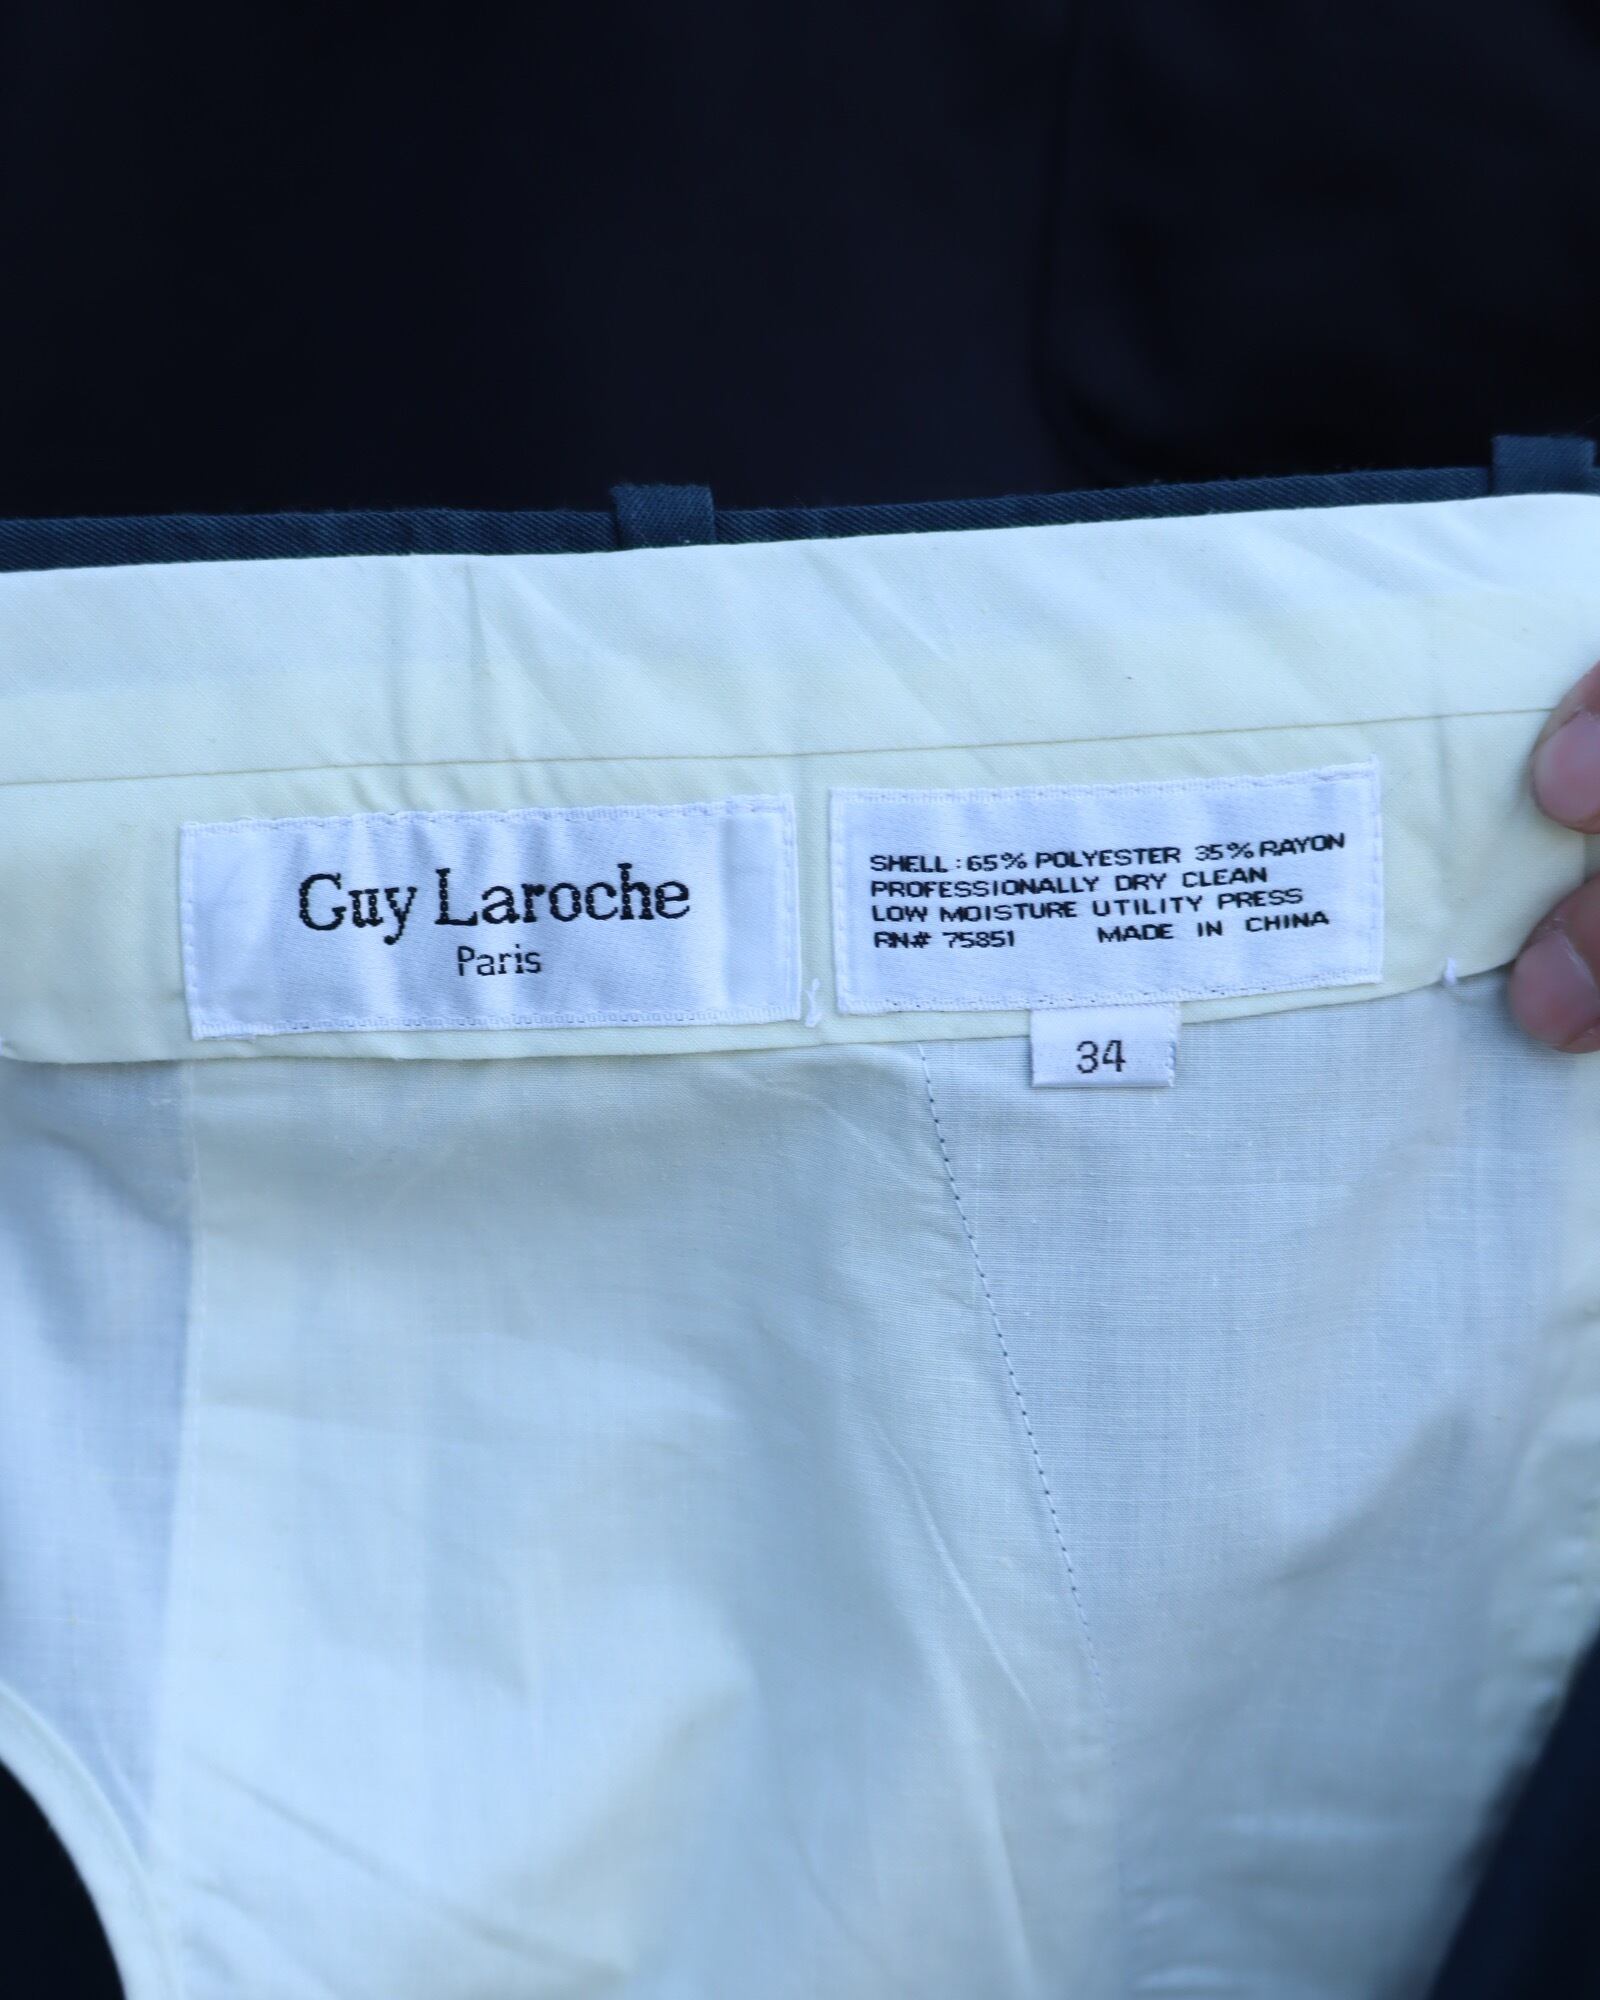 Guy Laroche
Paris
SHELL: 65% POLYESTER 35% RAYON
PROFESSIONALLY DRY CLEAN
LOW MOISTURE UTILITY PRESS
RN# 75851 MADE IN CHINA
34